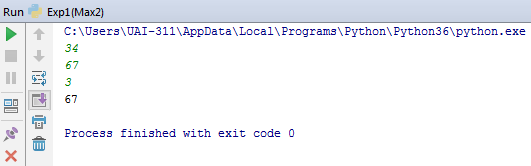 Run Exp1(Max2)
C:\Users\UAI-311\AppData\Local\Programs\Python\Python36\python.exe
34
67
3
67
Process finished with exit code 0